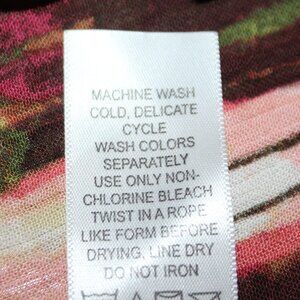 MACHINE WASH
COLD, DELICATE
CYCLE
WASH COLORS
SEPARATELY
USE ONLY NON-
CHLORINE BLEACH
TWIST IN A ROPE
LIKE FORM BEFORE
DRYING, LINE DRY
DO NOT IRON